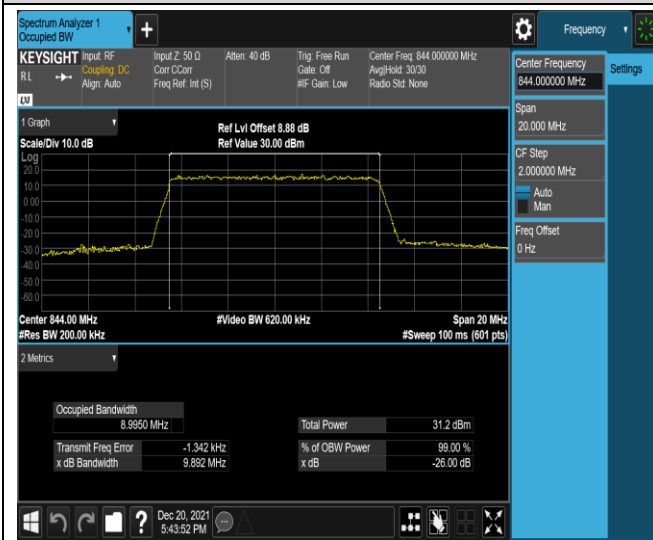 Spectrum Analyzer 1
Occupied BW
+
Frequency
KEYSIGHT
R L
LXI
Input: RF
Coupling: DC
Align: Auto
Input Z: 50 Ω
Corr CCorr
Freq Ref: Int (S)
Atten: 40 dB
Trig: Free Run
Gate: Off
#IF Gain: Low
Center Freq: 844.000000 MHz
Avg|Hold: 30/30
Radio Std: None
Center Frequency
844.000000 MHz
Settings
Span
20.000 MHz
CF Step
2.000000 MHz
Auto
Man
Freq Offset
0 Hz
1 Graph
Scale/Div 10.0 dB
Ref Lvl Offset 8.88 dB
Ref Value 30.00 dBm
Log
20.0
10.0
0.00
-10.0
-20.0
-30.0
-40.0
-50.0
-60.0
Center 844.00 MHz
#Video BW 620.00 kHz
Span 20 MHz
#Res BW 200.00 kHz
#Sweep 100 ms (601 pts)
2 Metrics
Occupied Bandwidth
8.9950 MHz
Total Power 31.2 dBm
Transmit Freq Error -1.342 kHz
% of OBW Power 99.00 %
x dB Bandwidth 9.892 MHz
x dB -26.00 dB
?
Dec 20, 2021
5:43:52 PM